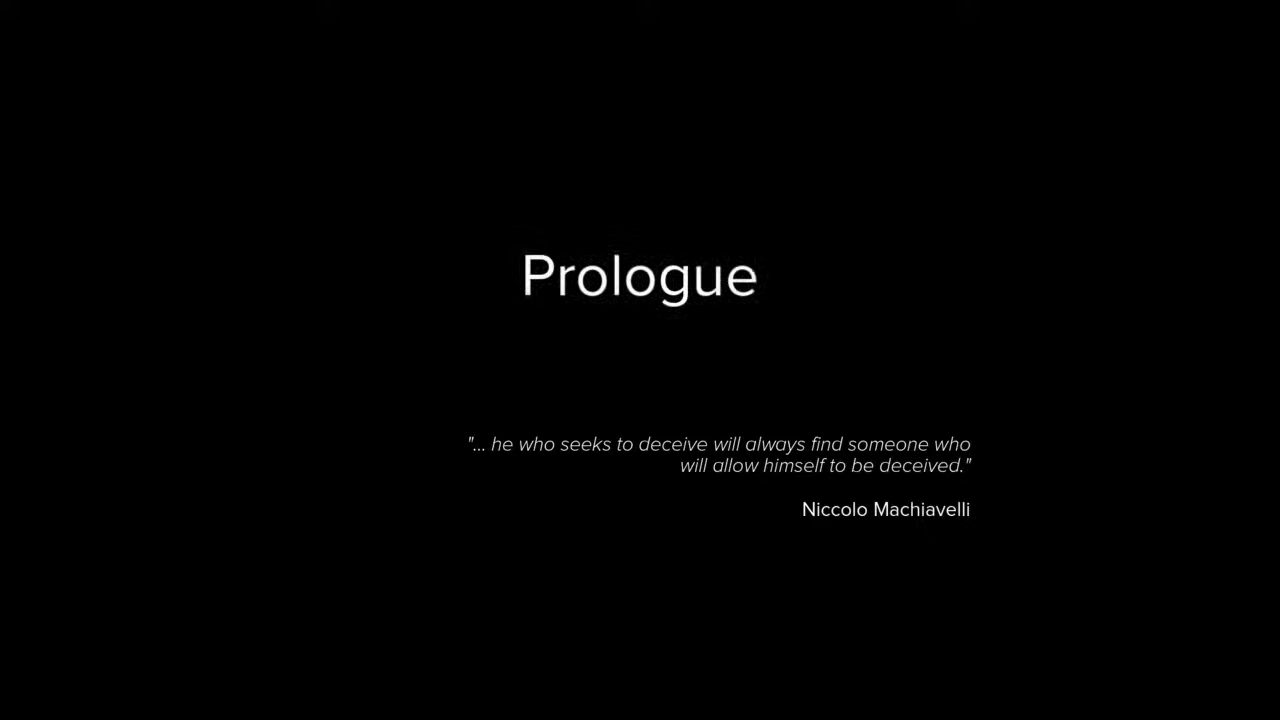 Prologue
"... he who seeks to deceive will always find someone who
will allow himself to be deceived."
Niccolo Machiavelli